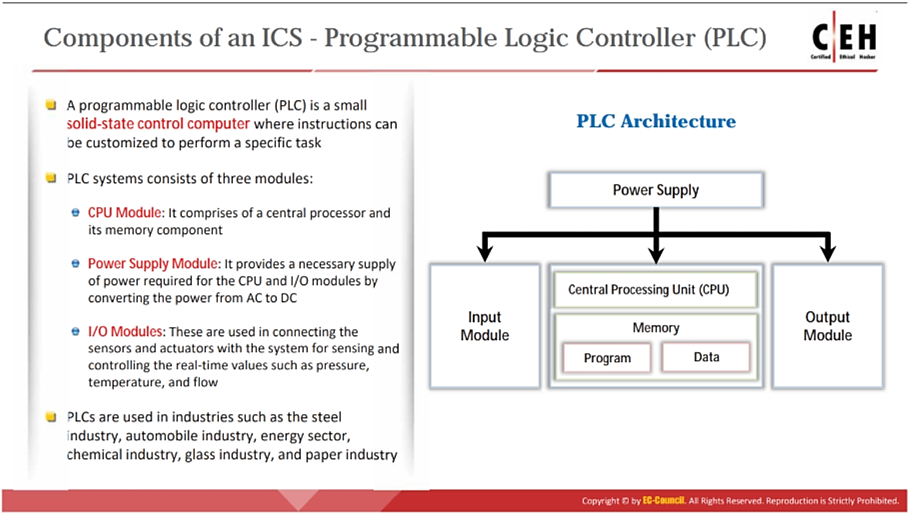 Components of an ICS - Programmable Logic Controller (PLC)
C|EH
Certified Ethical Hacker
A programmable logic controller (PLC) is a small
solid-state control computer where instructions can
be customized to perform a specific task
PLC systems consists of three modules:
CPU Module: It comprises of a central processor and
its memory component
Power Supply Module: It provides a necessary supply
of power required for the CPU and I/O modules by
converting the power from AC to DC
I/O Modules: These are used in connecting the
sensors and actuators with the system for sensing and
controlling the real-time values such as pressure,
temperature, and flow
PLCs are used in industries such as the steel
industry, automobile industry, energy sector,
chemical industry, glass industry, and paper industry
PLC Architecture
Power Supply
Input
Module
Central Processing Unit (CPU)
Memory
Program
Data
Output
Module
Copyright © by EC-Council. All Rights Reserved. Reproduction is Strictly Prohibited.